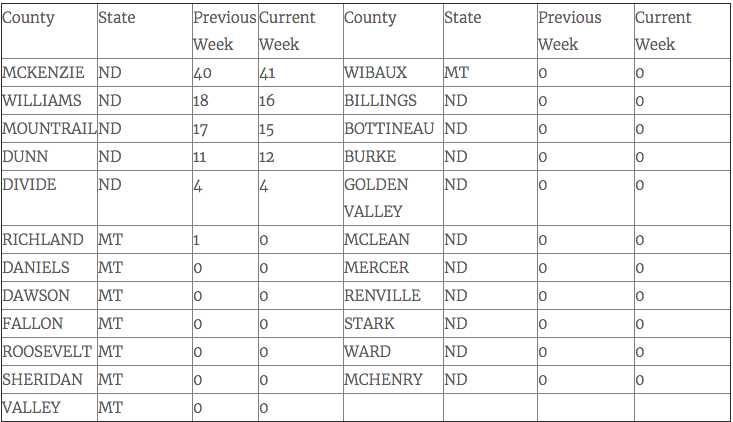 County State Previous Current County State Previous Current
Week Week Week Week
MCKENZIE ND 40 41 WIBAUX MT 0 0
WILLIAMS ND 18 16 BILLINGS ND 0 0
MOUNTRAIL ND 17 15 BOTTINEAU ND 0 0
DUNN ND 11 12 BURKE ND 0 0
DIVIDE ND 4 4 GOLDEN ND 0 0
VALLEY
RICHLAND MT 1 0 MCLEAN ND 0 0
DANIELS MT 0 0 MERCER ND 0 0
DAWSON MT 0 0 RENVILLE ND 0 0
FALLON MT 0 0 STARK ND 0 0
ROOSEVELT MT 0 0 WARD ND 0 0
SHERIDAN MT 0 0 MCHENRY ND 0 0
VALLEY MT 0 0